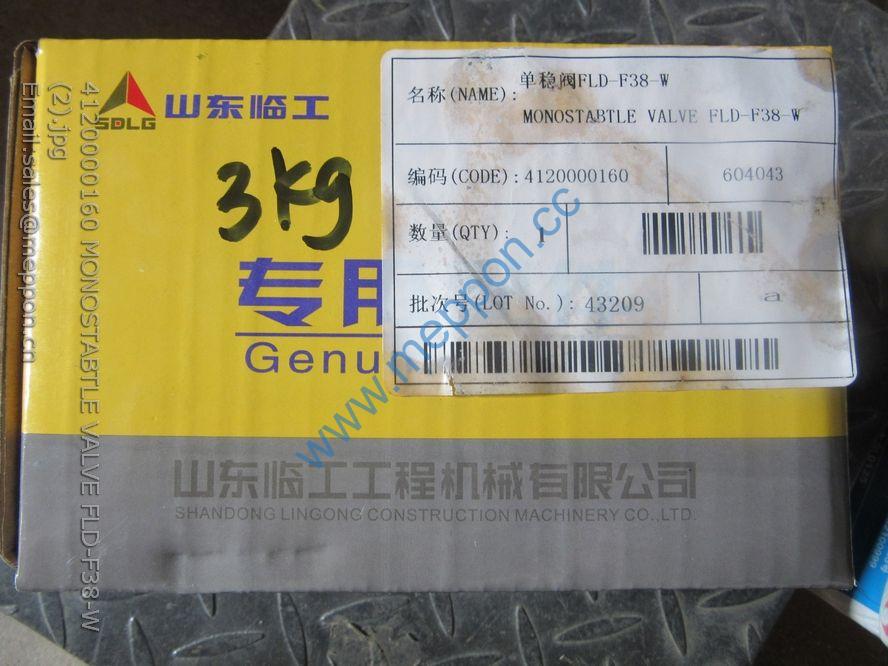 SDLG
山东临工
3kg
专用
Genu
名称(NAME): 单稳阀FLD-F38-W
MONOSTABTLE VALVE FLD-F38-W
编码(CODE): 4120000160 604043
数量(QTY): 1
批次号(LOT No.): 43209 a
山东临工工程机械有限公司
SHANDONG LINGONG CONSTRUCTION MACHINERY CO.,LTD.
www.meppon.cc
4120000160 MONOSTABTLE VALVE FLD-F38-W
(2).jpg
Email:sales@meppon.cn